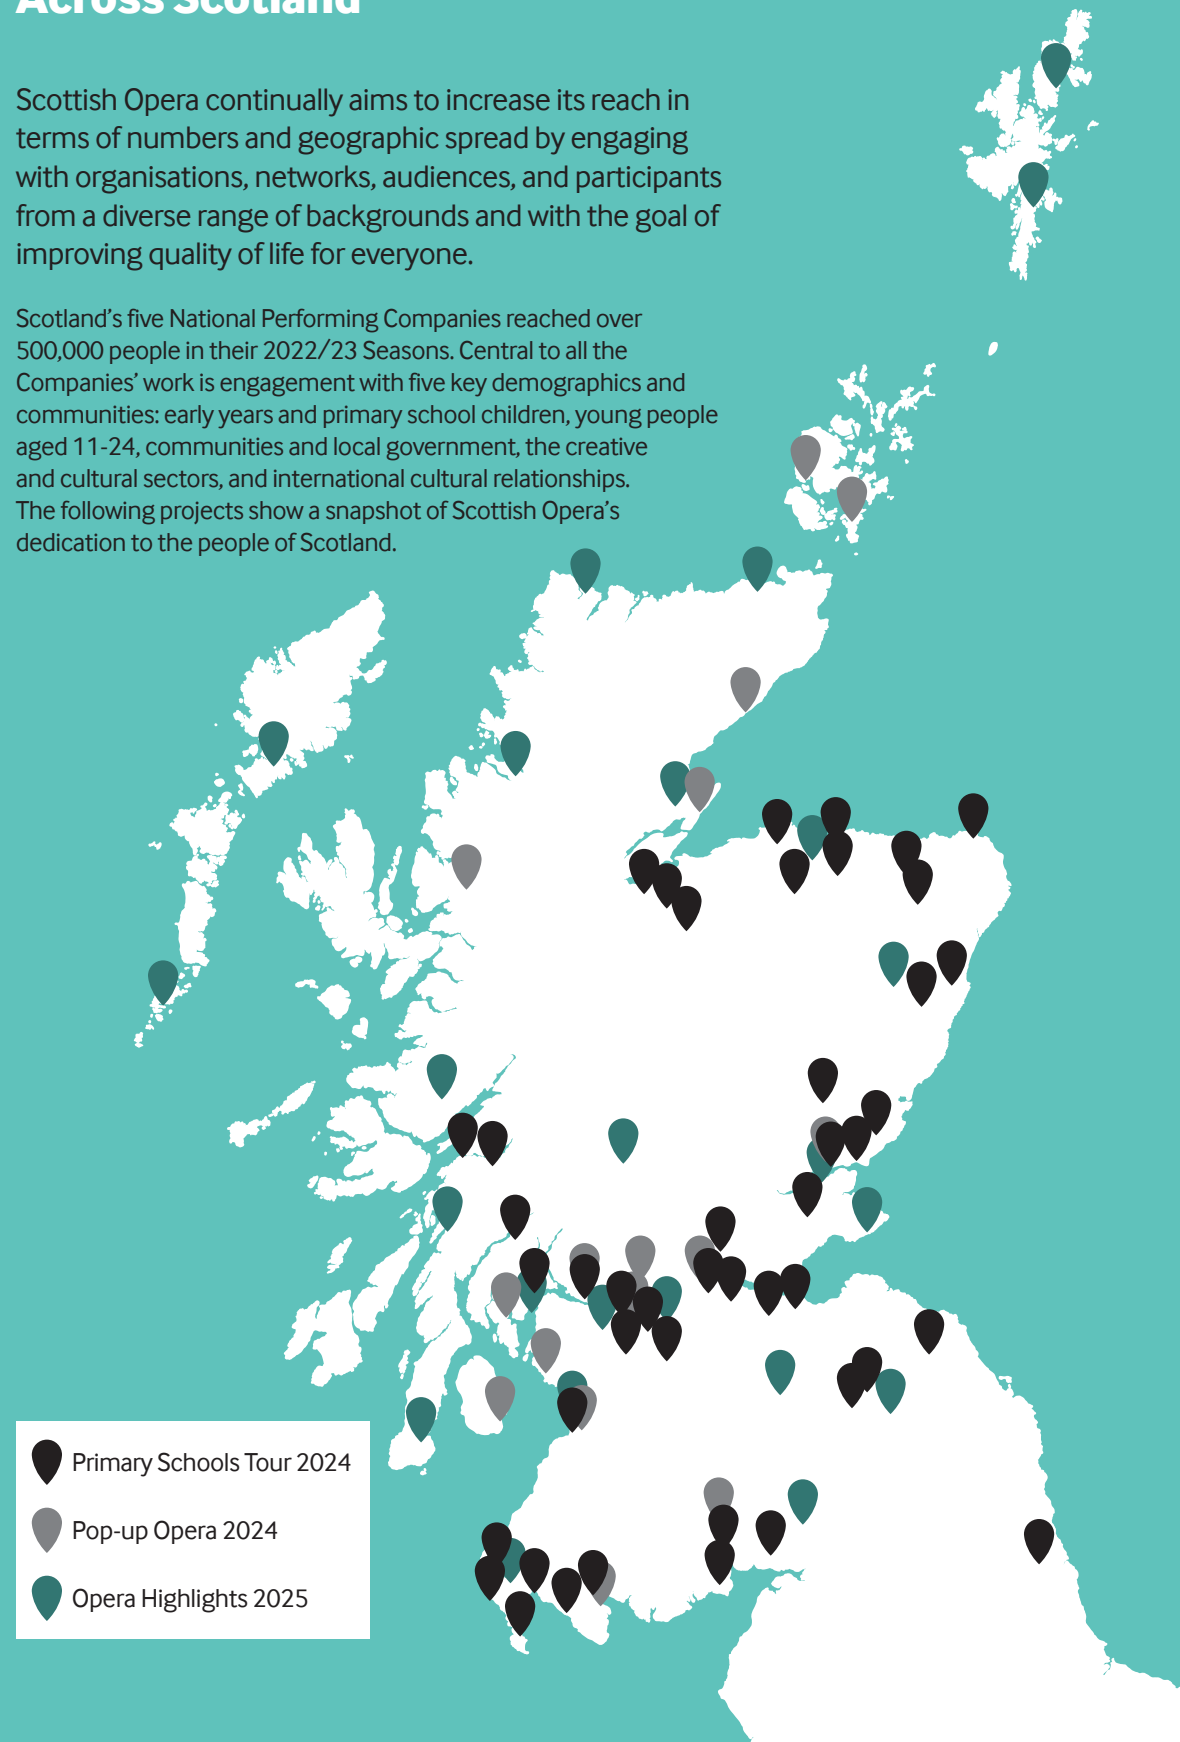 Across Scotland
Scottish Opera continually aims to increase its reach in
terms of numbers and geographic spread by engaging
with organisations, networks, audiences, and participants
from a diverse range of backgrounds and with the goal of
improving quality of life for everyone.
Scotland’s five National Performing Companies reached over
500,000 people in their 2022/23 Seasons. Central to all the
Companies’ work is engagement with five key demographics and
communities: early years and primary school children, young people
aged 11-24, communities and local government, the creative
and cultural sectors, and international cultural relationships.
The following projects show a snapshot of Scottish Opera’s
dedication to the people of Scotland.
Primary Schools Tour 2024
Pop-up Opera 2024
Opera Highlights 2025